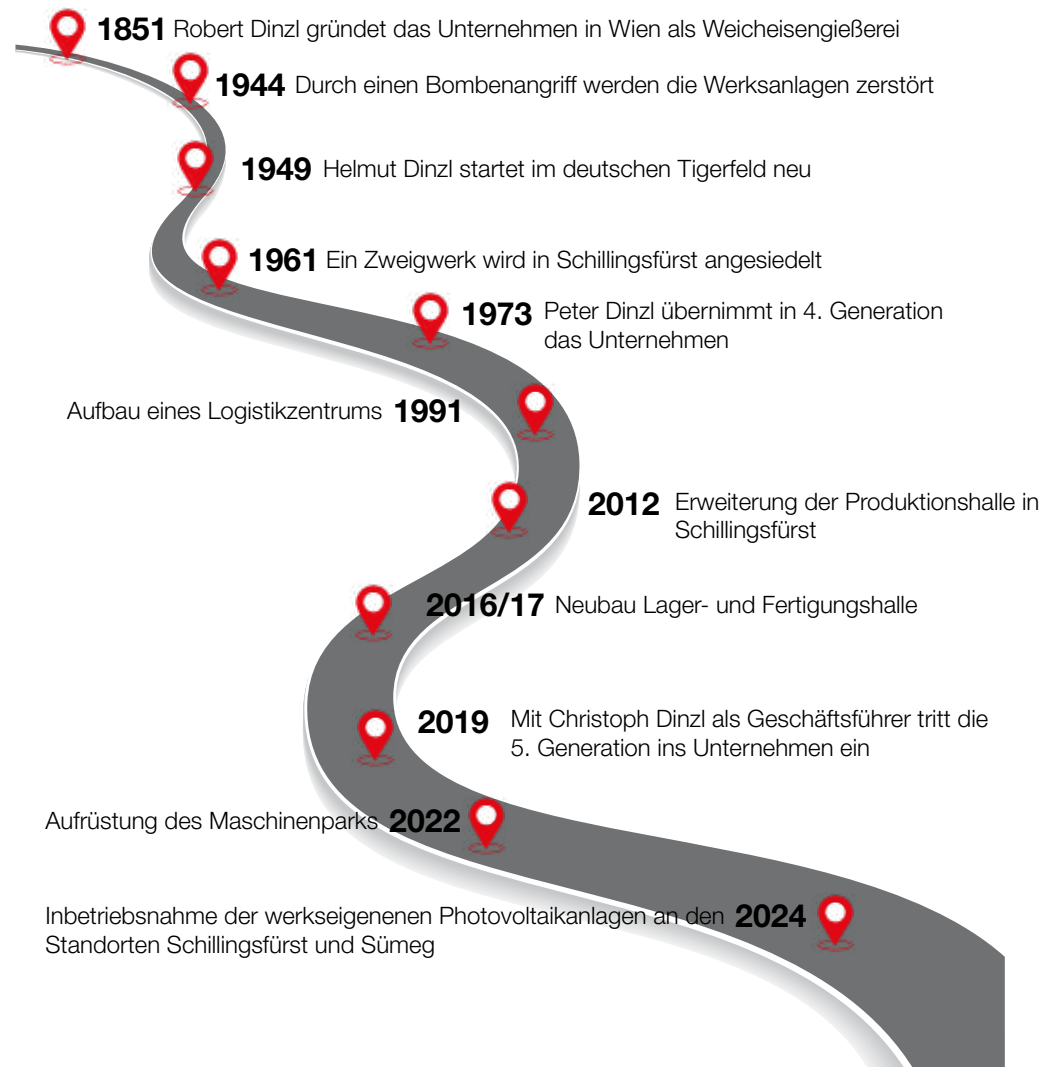 1851 Robert Dinzl gründet das Unternehmen in Wien als Weicheisengießerei
1944 Durch einen Bombenangriff werden die Werksanlagen zerstört
1949 Helmut Dinzl startet im deutschen Tigerfeld neu
1961 Ein Zweigwerk wird in Schillingsfürst angesiedelt
1973 Peter Dinzl übernimmt in 4. Generation
das Unternehmen
Aufbau eines Logistikzentrums 1991
2012 Erweiterung der Produktionshalle in
Schillingsfürst
2016/17 Neubau Lager- und Fertigungshalle
2019 Mit Christoph Dinzl als Geschäftsführer tritt die
5. Generation ins Unternehmen ein
Aufrüstung des Maschinenparks 2022
Inbetriebsnahme der werkseigenenen Photovoltaikanlagen an den 2024
Standorten Schillingsfürst und Sümeg